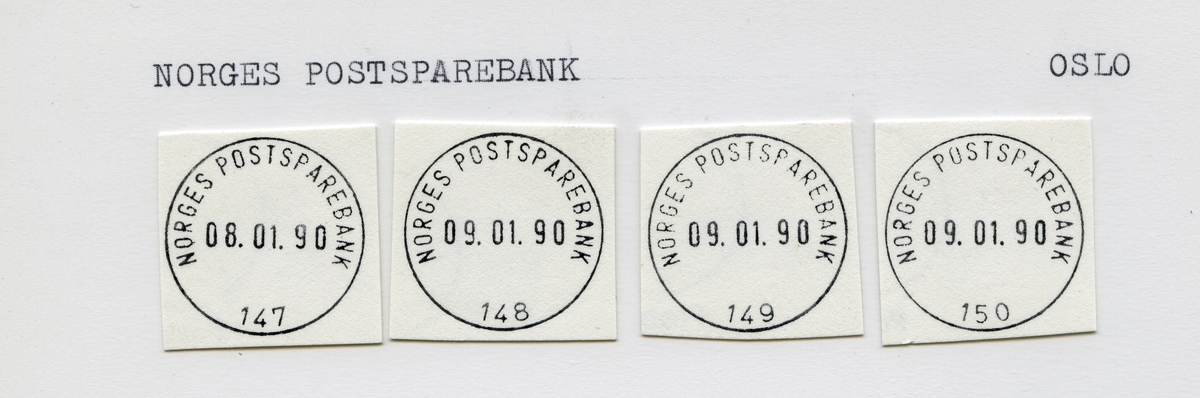 NORGES POSTSPAREBANK
OSLO
NORGES POSTSPAREBANK
08.01.90
147
NORGES POSTSPAREBANK
09.01.90
148
NORGES POSTSPAREBANK
09.01.90
149
NORGES POSTSPAREBANK
09.01.90
150